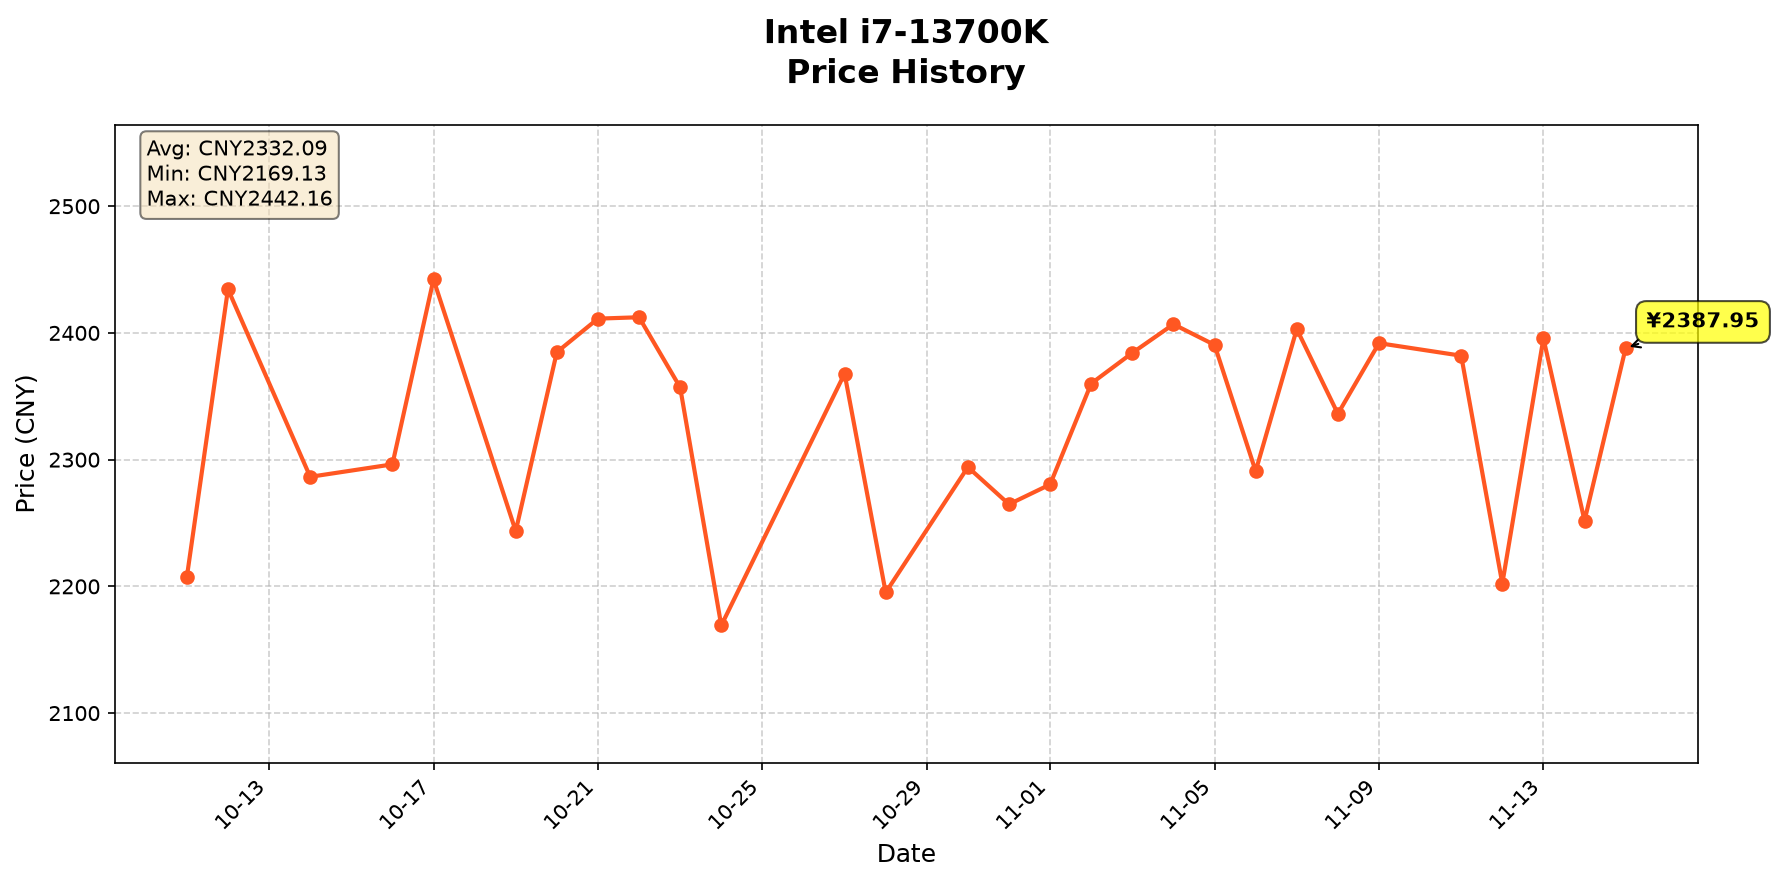 Intel i7-13700K
Price History
Avg: CNY2332.09
Min: CNY2169.13
Max: CNY2442.16
¥2387.95
Price (CNY)
2500
2400
2300
2200
2100
10-13
10-17
10-21
10-25
10-29
11-01
11-05
11-09
11-13
Date